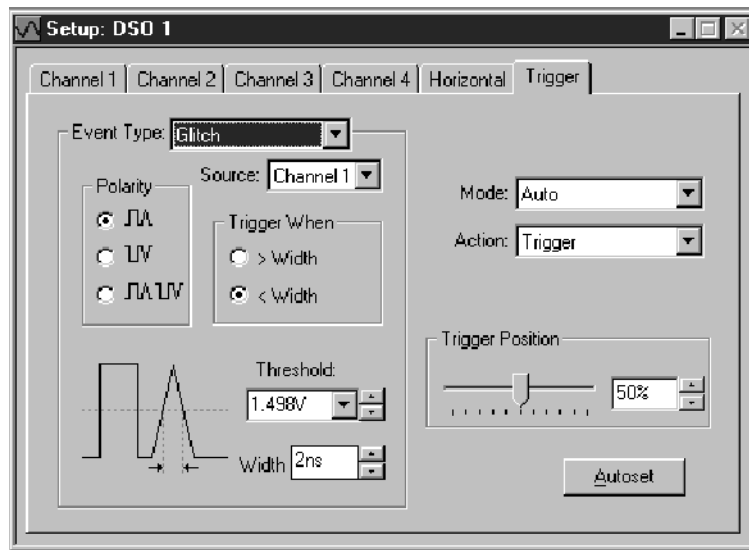 Setup: DSO 1
Channel 1 Channel 2 Channel 3 Channel 4 Horizontal Trigger
Event Type: Glitch
Source: Channel 1
Polarity
Trigger When
> Width
< Width
Threshold:
1.498V
Width 2ns
Mode: Auto
Action: Trigger
Trigger Position
50%
Autoset